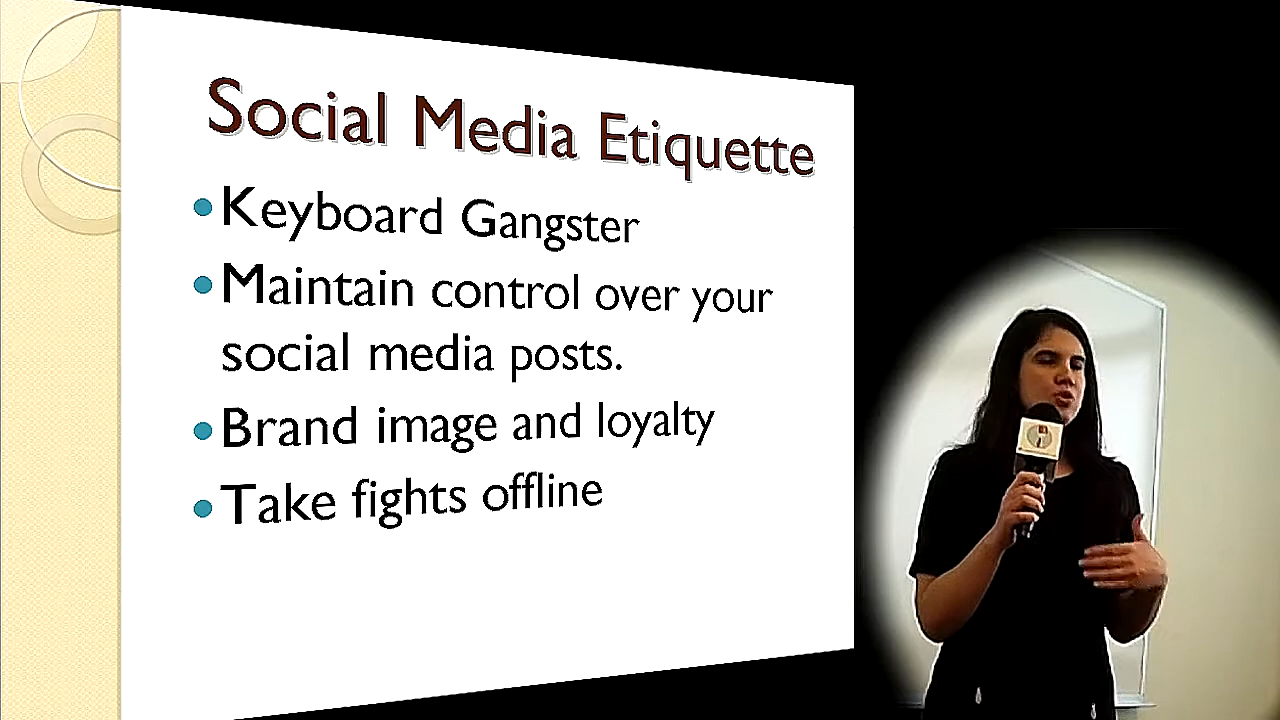 Social Media Etiquette
Keyboard Gangster
Maintain control over your
social media posts.
Brand image and loyalty
Take fights offline